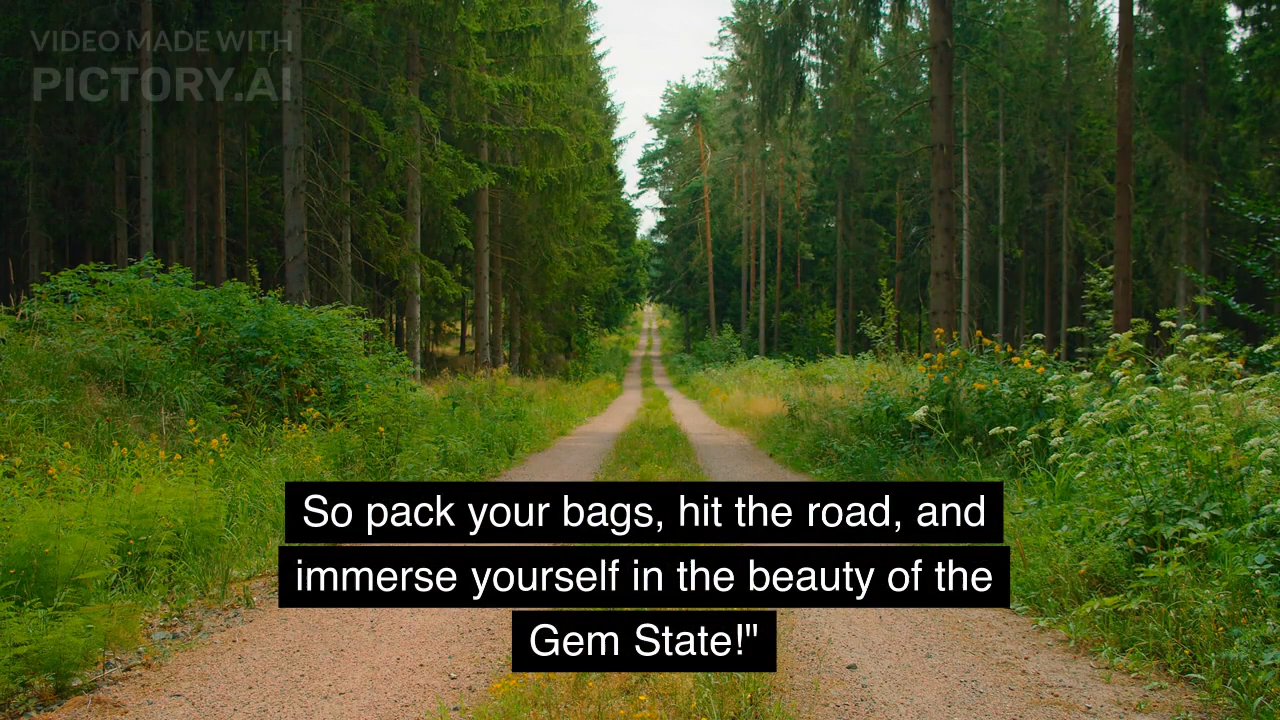 VIDEO MADE WITH
PICTORY.AI
So pack your bags, hit the road, and
immerse yourself in the beauty of the
Gem State!"